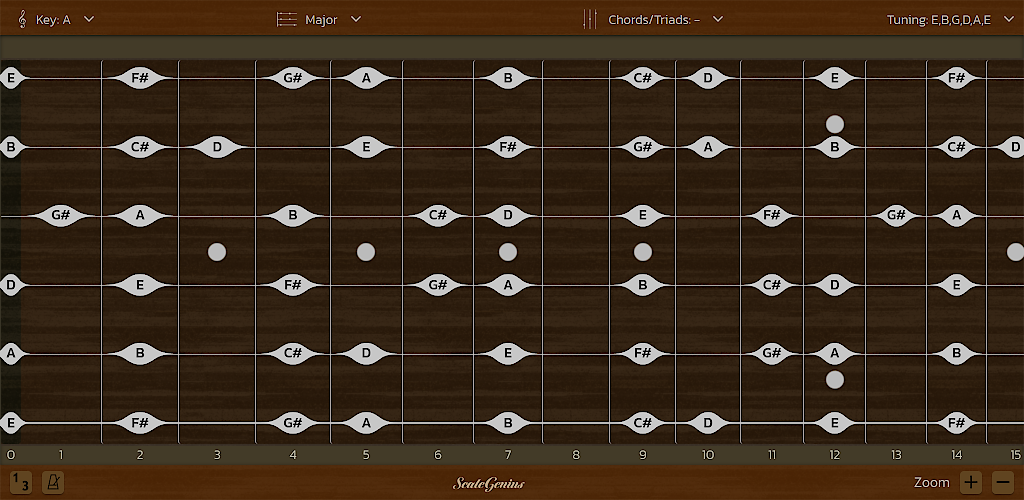 Key: A Major Chords/Triads: - Tuning: E,B,G,D,A,E
E F# G# A B C# D E F#
B C# D E F# G# A B C# D
G# A B C# D E F# G# A
D E F# G# A B C# D E
A B C# D E F# G# A B
E F# G# A B C# D E F#
0 1 2 3 4 5 6 7 8 9 10 11 12 13 14 15
1 3 ScaleGenius Zoom + −